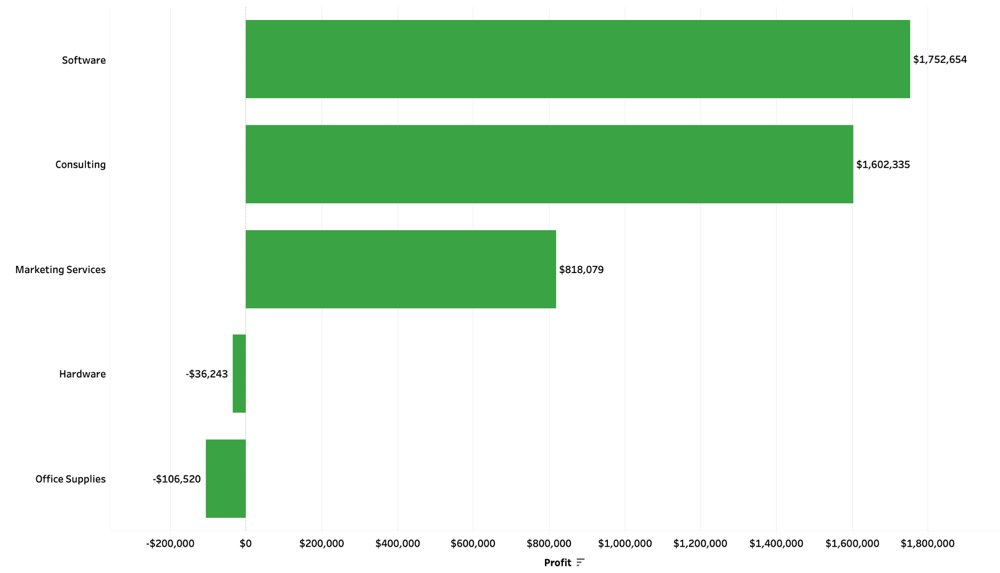 Software
$1,752,654
Consulting
$1,602,335
Marketing Services
$818,079
Hardware
-$36,243
Office Supplies
-$106,520
-$200,000 $0 $200,000 $400,000 $600,000 $800,000 $1,000,000 $1,200,000 $1,400,000 $1,600,000 $1,800,000
Profit